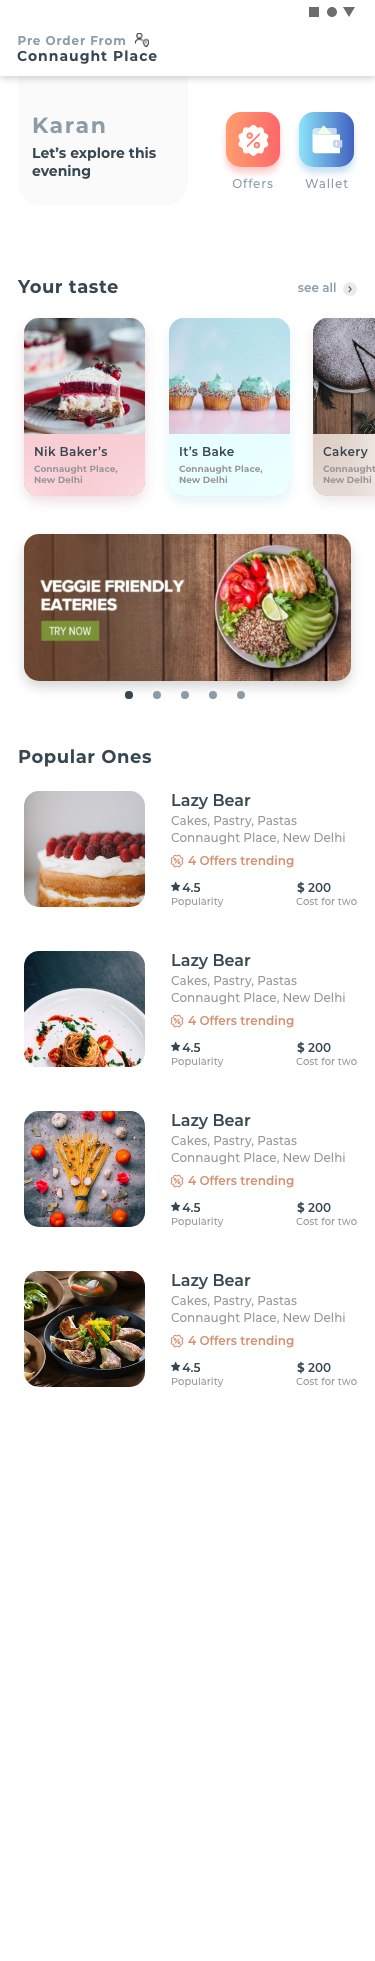 Pre Order From
Connaught Place
Karan
Let's explore this
evening
Offers
Wallet
Your taste
see all
Nik Baker's
Connaught Place,
New Delhi
It's Bake
Connaught Place,
New Delhi
Cakery
Connaught
New Delhi
VEGGIE FRIENDLY
EATERIES
TRY NOW
Popular Ones
Lazy Bear
Cakes, Pastry, Pastas
Connaught Place, New Delhi
4 Offers trending
4.5
$ 200
Popularity
Cost for two
Lazy Bear
Cakes, Pastry, Pastas
Connaught Place, New Delhi
4 Offers trending
4.5
$ 200
Popularity
Cost for two
Lazy Bear
Cakes, Pastry, Pastas
Connaught Place, New Delhi
4 Offers trending
4.5
$ 200
Popularity
Cost for two
Lazy Bear
Cakes, Pastry, Pastas
Connaught Place, New Delhi
4 Offers trending
4.5
$ 200
Popularity
Cost for two